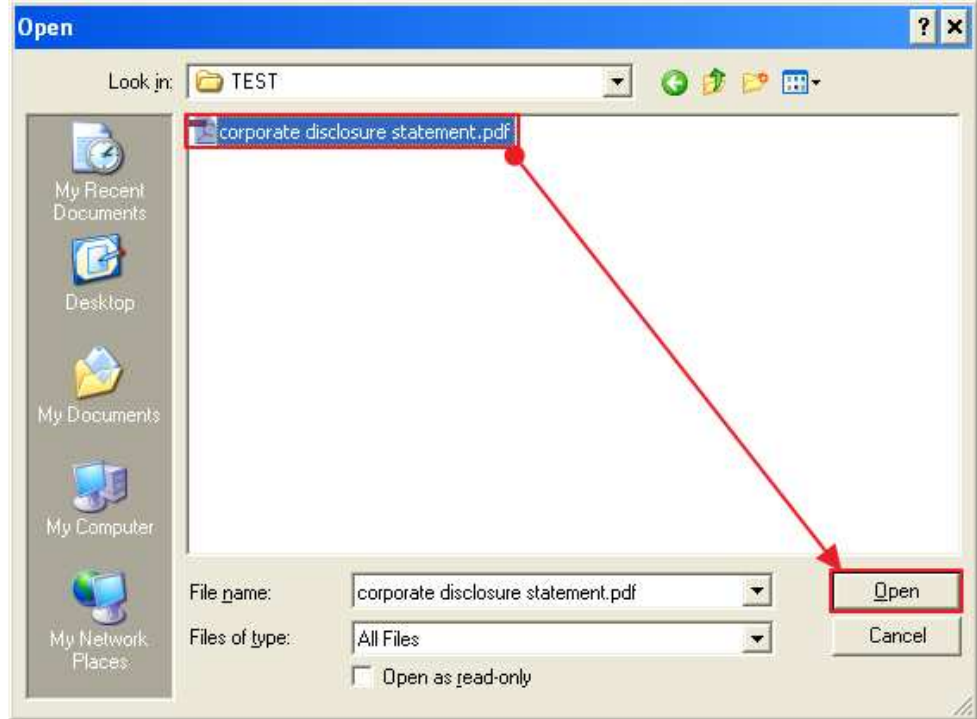 Open
Look in:
TEST
corporate disclosure statement.pdf
My Recent
Documents
Desktop
My Documents
My Computer
My Network
Places
File name:
corporate disclosure statement.pdf
Open
Files of type:
All Files
Cancel
Open as read-only